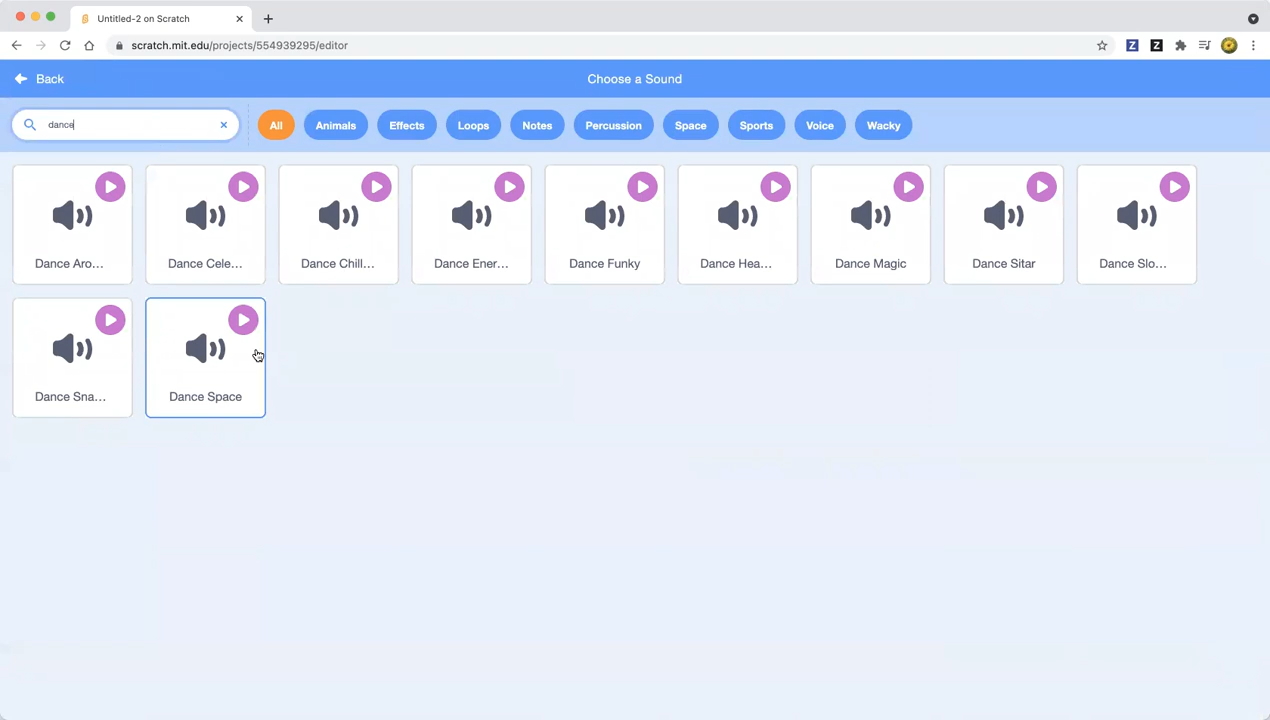 Untitled-2 on Scratch
scratch.mit.edu/projects/554939295/editor
Back
Choose a Sound
dance
All
Animals
Effects
Loops
Notes
Percussion
Space
Sports
Voice
Wacky
Dance Aro…
Dance Cele…
Dance Chill…
Dance Ener…
Dance Funky
Dance Hea…
Dance Magic
Dance Sitar
Dance Slo…
Dance Sna…
Dance Space